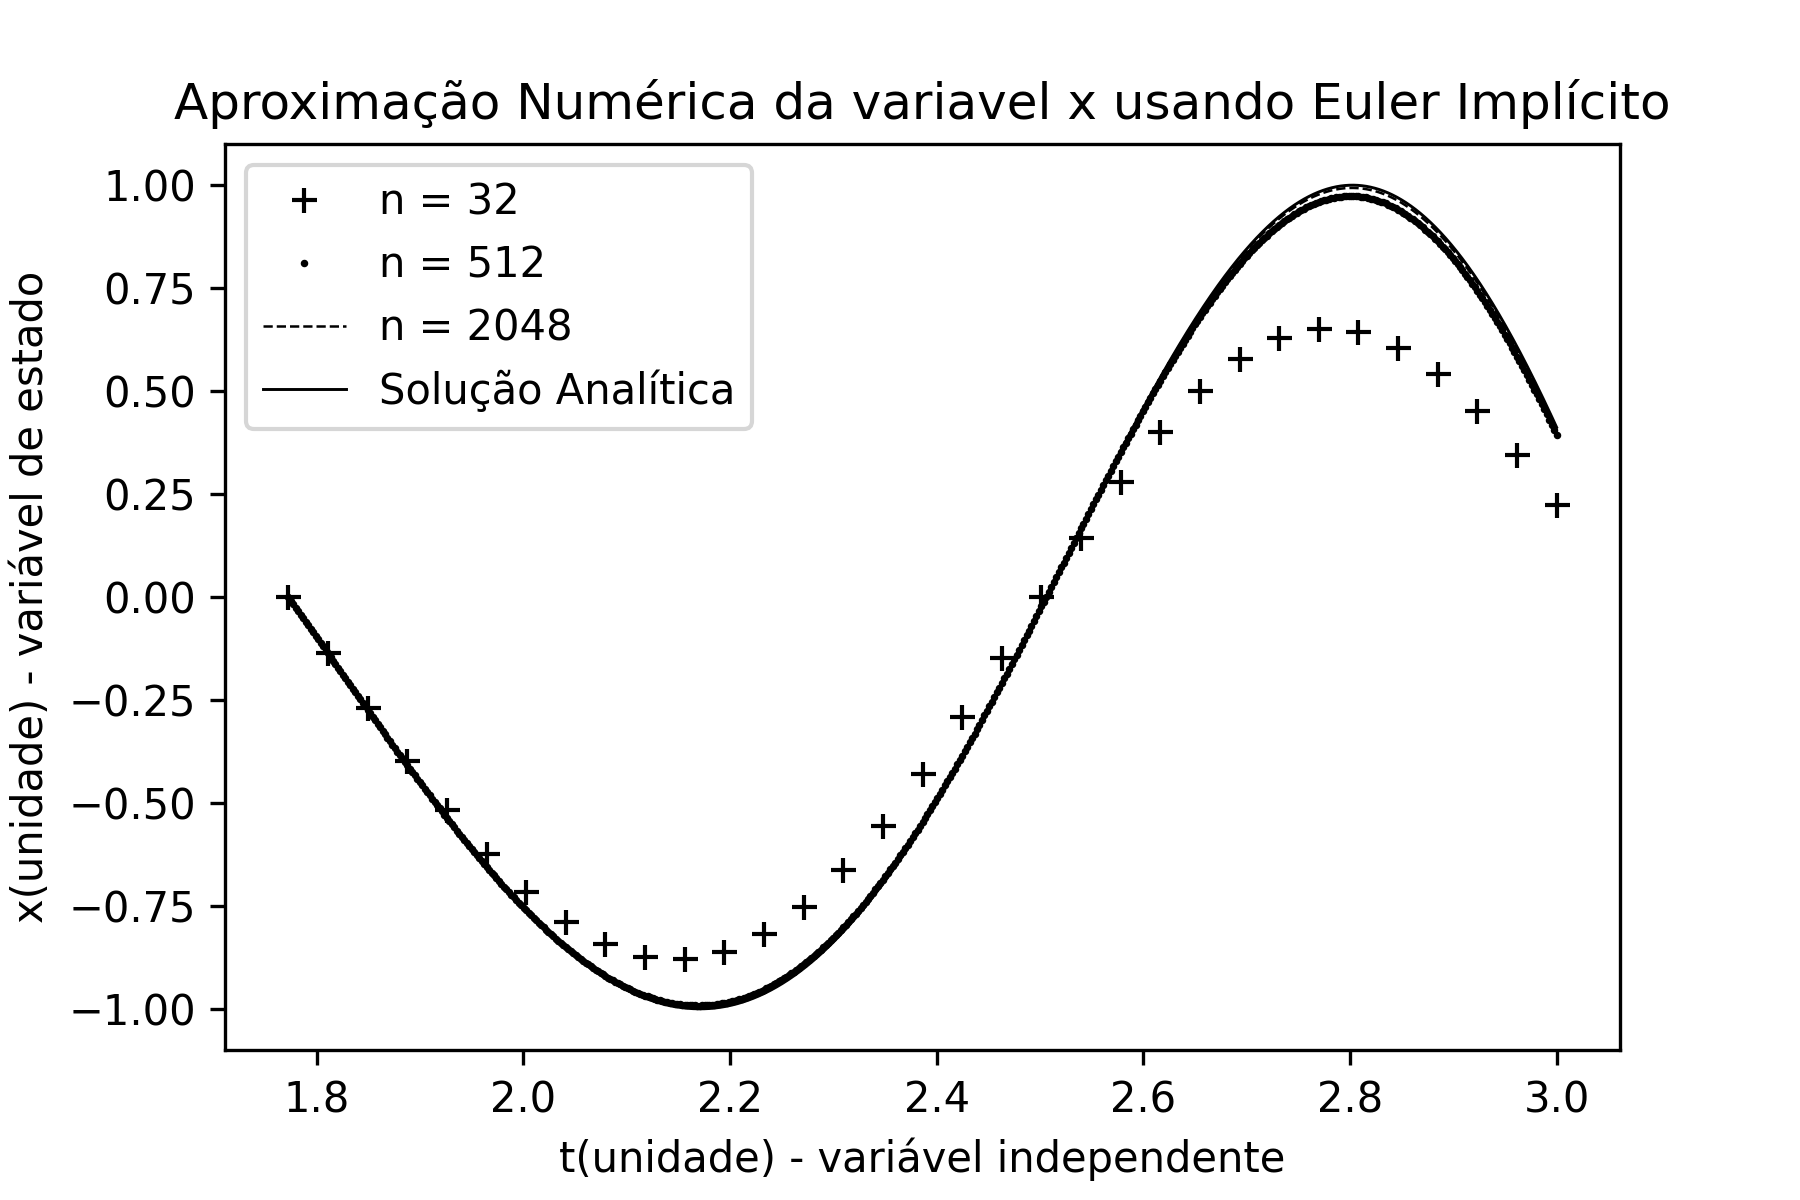 Aproximação Numérica da variavel x usando Euler Implícito
n = 32
n = 512
n = 2048
Solução Analítica
x(unidade) - variável de estado
1.00
0.75
0.50
0.25
0.00
−0.25
−0.50
−0.75
−1.00
1.8 2.0 2.2 2.4 2.6 2.8 3.0
t(unidade) - variável independente